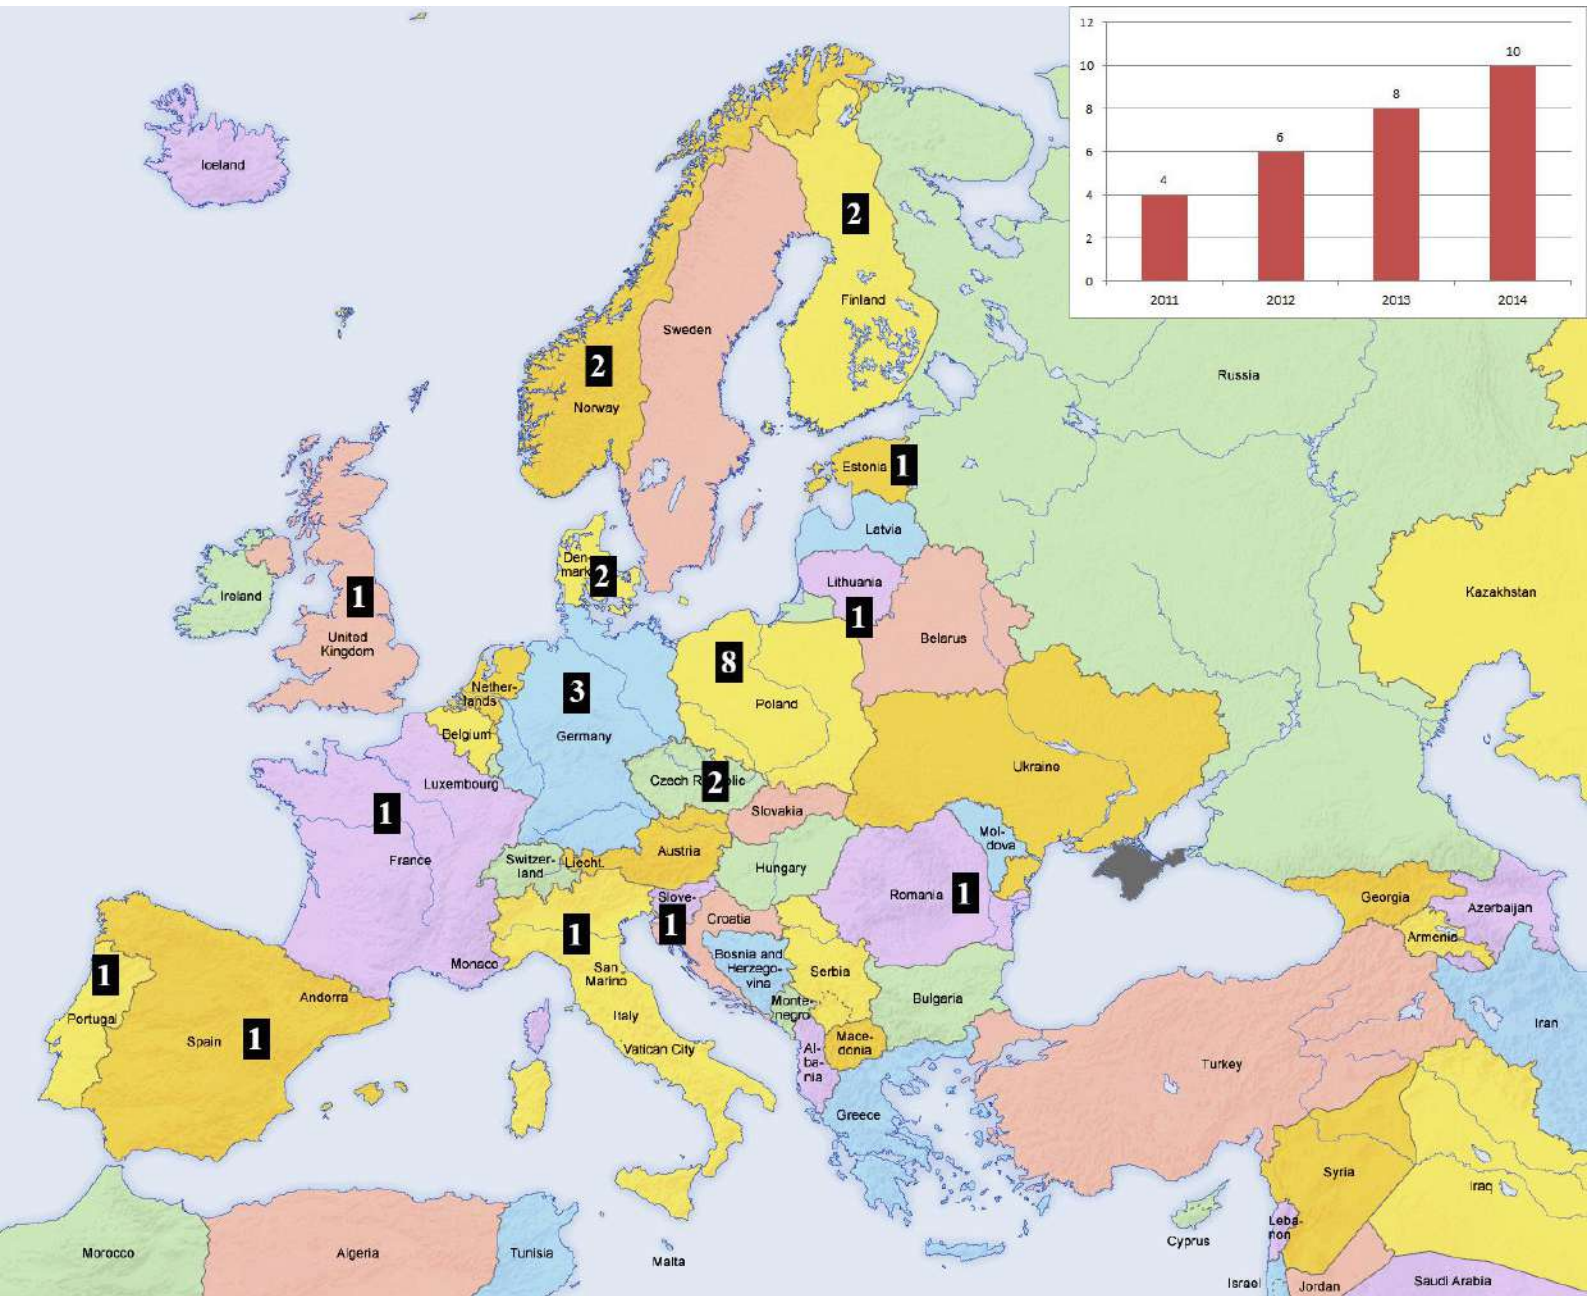 12
10
8
6
4
2
0
4
6
8
10
2011
2012
2013
2014
Iceland
2
Finland
Sweden
2
Norway
Russia
Estonia
1
Latvia
Den-
mark
2
Lithuania
1
Ireland
1
United
Kingdom
Belarus
Kazakhstan
8
Poland
Nether-
lands
3
Germany
Belgium
Luxembourg
Czech R
blic
2
Ukraine
Slovakia
1
France
Mol-
dova
Switzer-
land
Liecht.
Austria
Hungary
Romania
1
Slove-
1
Croatia
Georgia
Azerbaijan
Armenia
1
San
Marino
Monaco
Bosnia and
Herzego-
vina
Serbia
1
Portugal
Andorra
Monte-
negro
Bulgaria
Spain
1
Italy
Vatican City
Al-
ba-
nia
Mace-
donia
Iran
Turkey
Greece
Syria
Iraq
Morocco
Algeria
Tunisia
Malta
Cyprus
Leba-
non
Israel
Jordan
Saudi Arabia